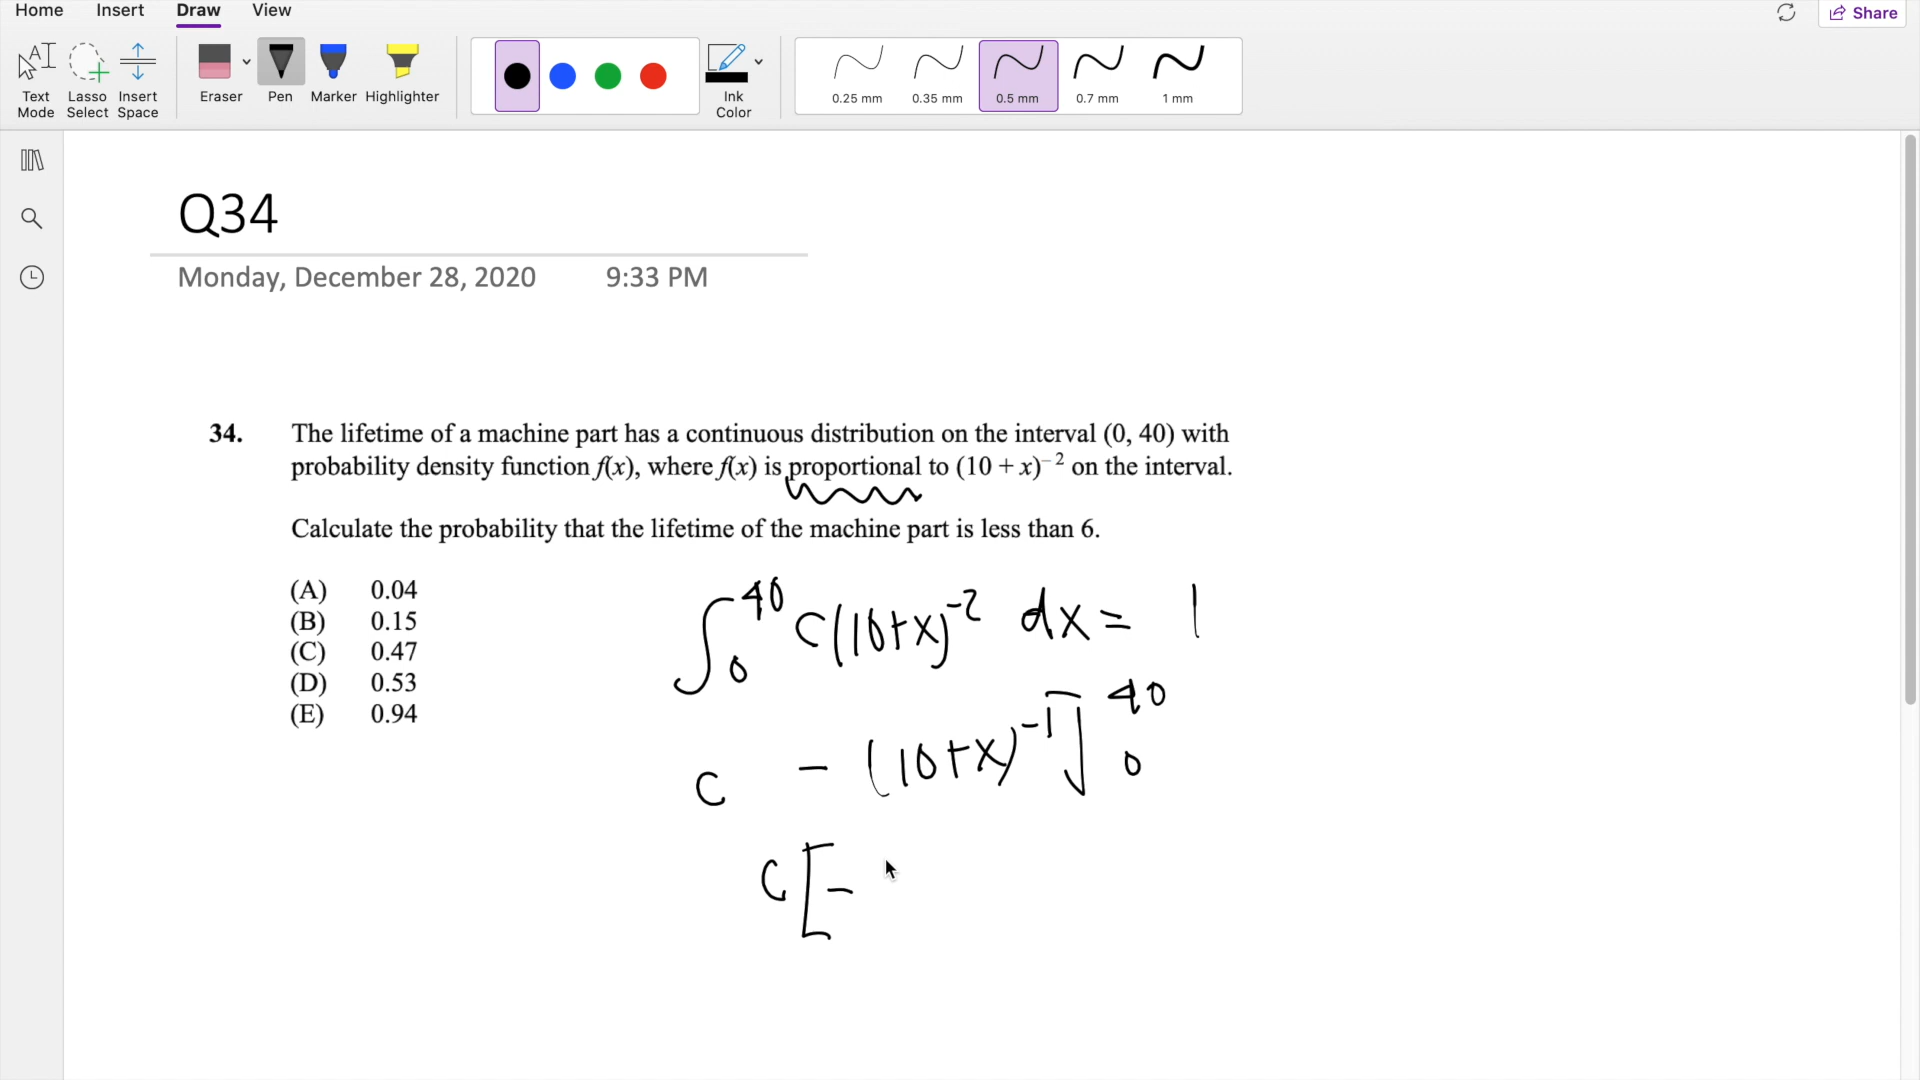 Home Insert Draw View
Share
Text Mode
Lasso Select
Insert Space
Eraser
Pen
Marker
Highlighter
Ink Color
0.25 mm
0.35 mm
0.5 mm
0.7 mm
1 mm
Q34
Monday, December 28, 2020 9:33 PM
34. The lifetime of a machine part has a continuous distribution on the interval (0, 40) with
probability density function f(x), where f(x) is proportional to (10 + x)⁻² on the interval.
Calculate the probability that the lifetime of the machine part is less than 6.
(A) 0.04
(B) 0.15
(C) 0.47
(D) 0.53
(E) 0.94
∫₀⁴⁰ c(10+x)⁻² dx = 1
c - (10+x)⁻¹]₀⁴⁰
c[-